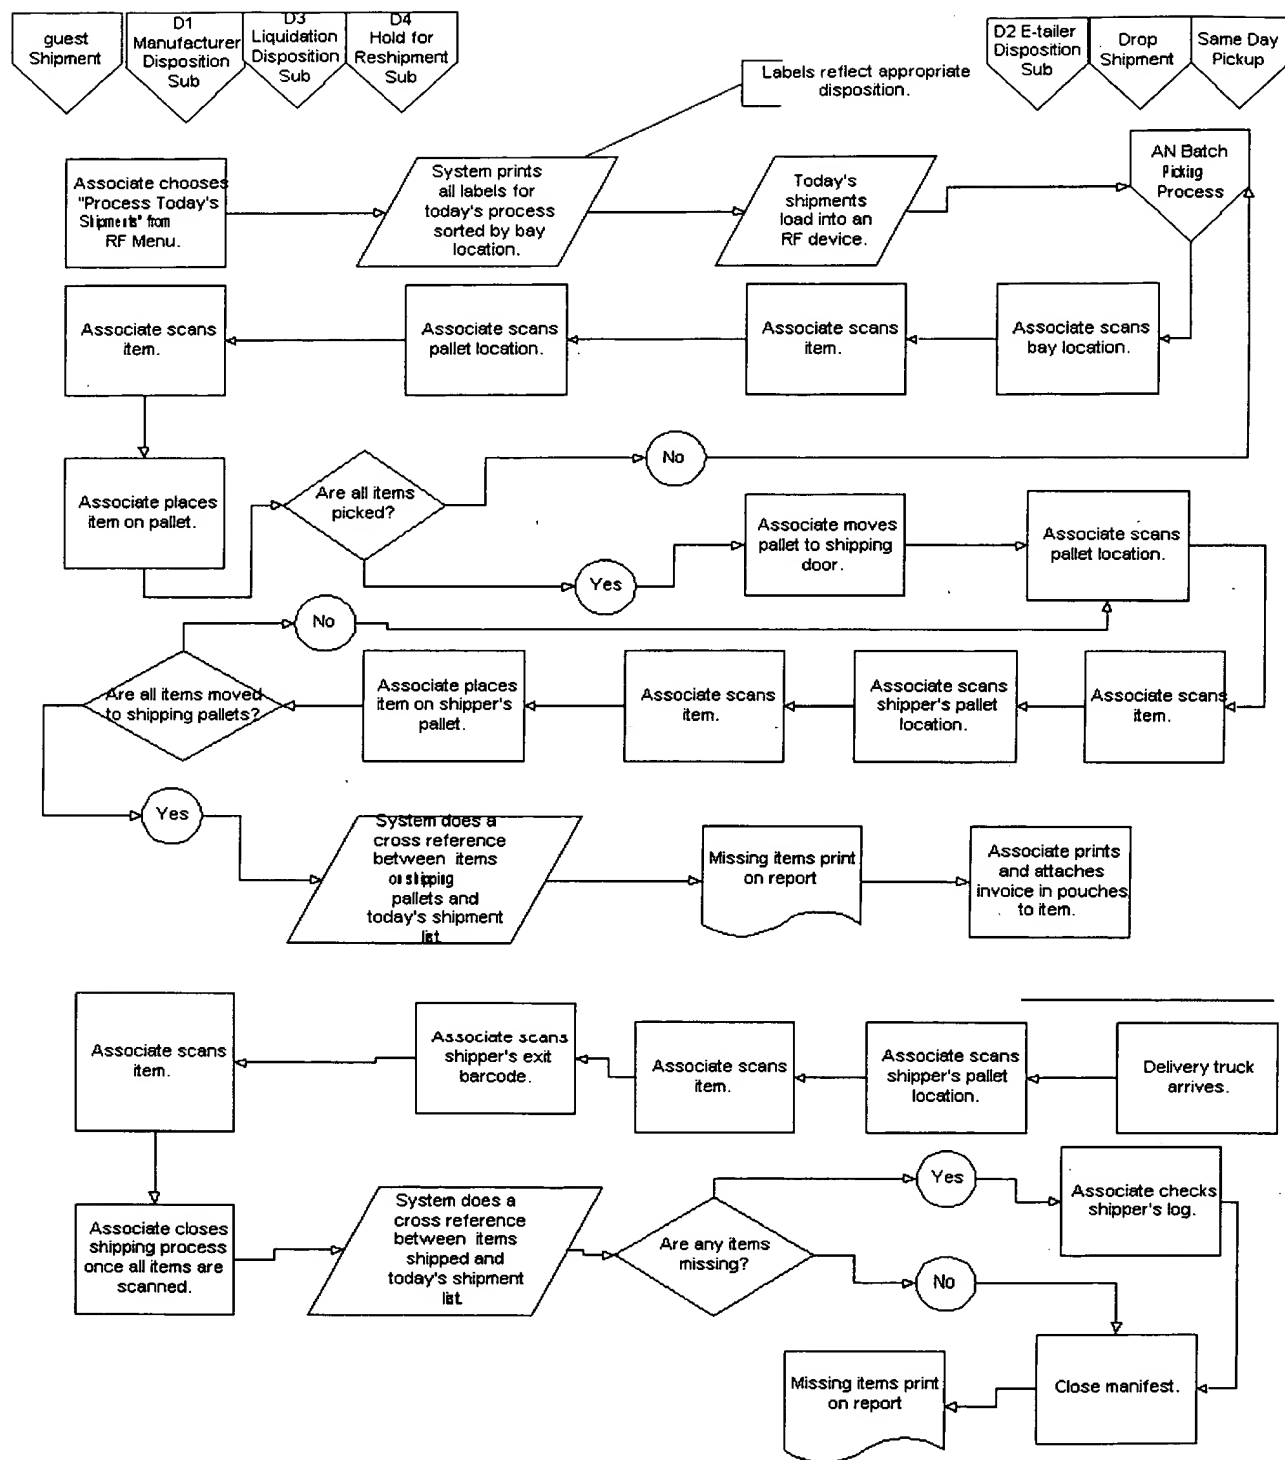 guest
Shipment
D1
Manufacturer
Disposition
Sub
D3
Liquidation
Disposition
Sub
D4
Hold for
Reshipment
Sub
D2 E-tailer
Disposition
Sub
Drop
Shipment
Same Day
Pickup
Labels reflect appropriate
disposition.
Associate chooses
"Process Today's
Shipments" from
RF Menu.
System prints
all labels for
today's process
sorted by bay
location.
Today's
shipments
load into an
RF device.
AN Batch
Picking
Process
Associate scans
item.
Associate scans
pallet location.
Associate scans
item.
Associate scans
bay location.
Associate places
item on pallet.
Are all items
picked?
No
Yes
Associate moves
pallet to shipping
door.
Associate scans
pallet location.
No
Are all items moved
to shipping pallets?
Associate places
item on shipper's
pallet.
Associate scans
item.
Associate scans
shipper's pallet
location.
Associate scans
item.
Yes
System does a
cross reference
between items
on shipping
pallets and
today's shipment
list.
Missing items print
on report
Associate prints
and attaches
invoice in pouches
to item.
Associate scans
item.
Associate scans
shipper's exit
barcode.
Associate scans
item.
Associate scans
shipper's pallet
location.
Delivery truck
arrives.
Associate closes
shipping process
once all items are
scanned.
System does a
cross reference
between items
shipped and
today's shipment
list.
Are any items
missing?
Yes
No
Associate checks
shipper's log.
Missing items print
on report
Close manifest.